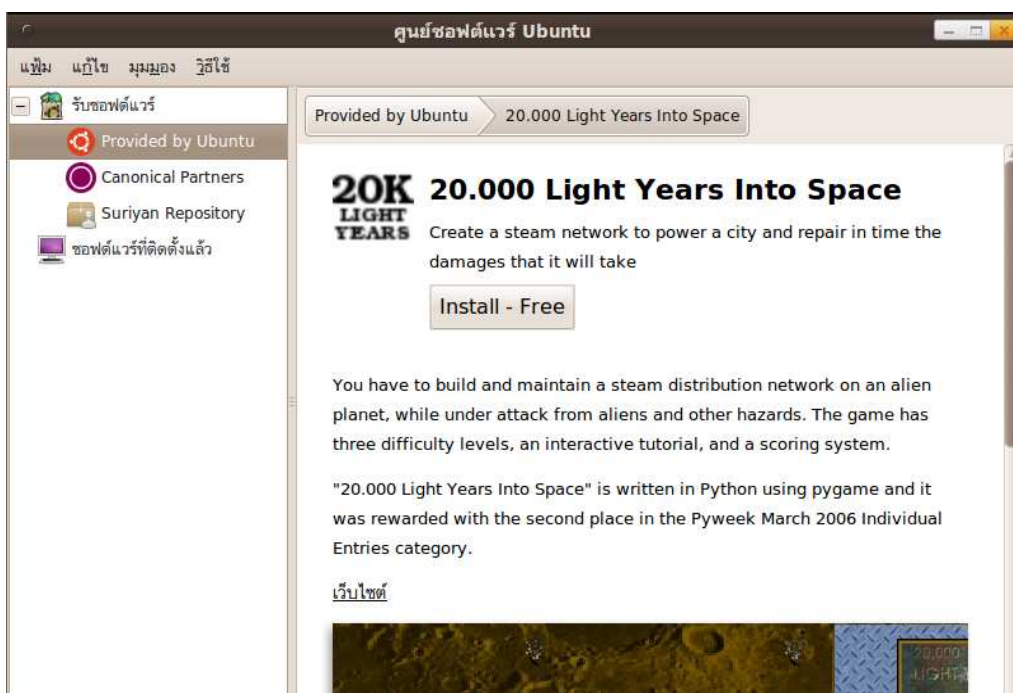 ศูนย์ซอฟต์แวร์ Ubuntu
แฟ้ม แก้ไข มุมมอง วิธีใช้
รับซอฟต์แวร์
Provided by Ubuntu
Canonical Partners
Suriyan Repository
ซอฟต์แวร์ที่ติดตั้งแล้ว
Provided by Ubuntu 20.000 Light Years Into Space
20K
LIGHT
YEARS
20.000 Light Years Into Space
Create a steam network to power a city and repair in time the
damages that it will take
Install - Free
You have to build and maintain a steam distribution network on an alien
planet, while under attack from aliens and other hazards. The game has
three difficulty levels, an interactive tutorial, and a scoring system.
"20.000 Light Years Into Space" is written in Python using pygame and it
was rewarded with the second place in the Pyweek March 2006 Individual
Entries category.
เว็บไซต์
20,000
LIGHT